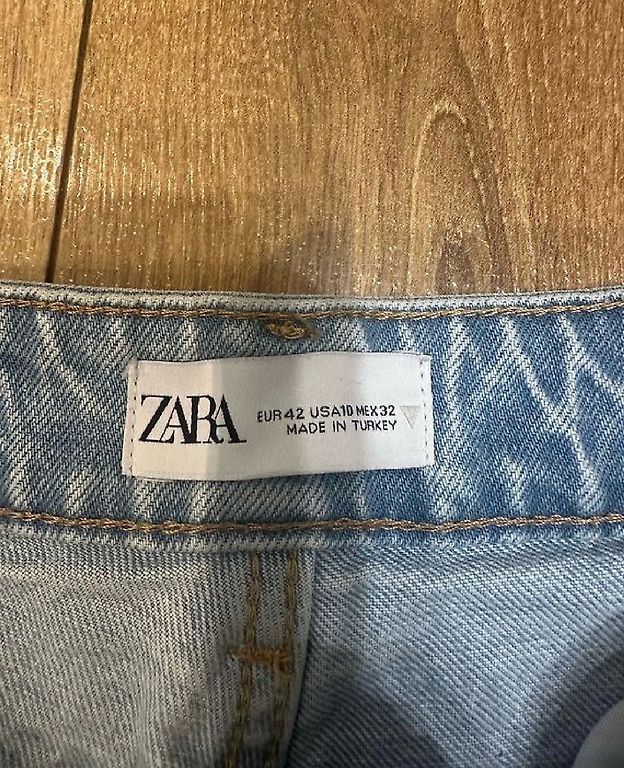 ZARA
EUR 42 USA 10 MEX 32
MADE IN TURKEY